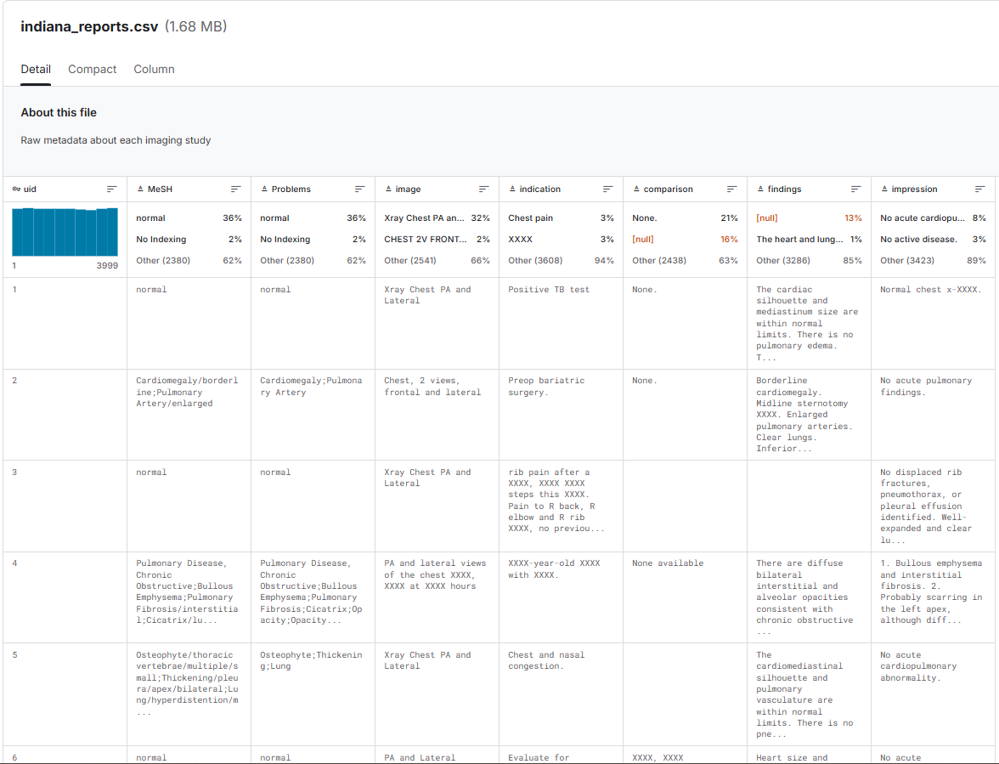 indiana_reports.csv (1.68 MB)
Detail Compact Column
About this file
Raw metadata about each imaging study
uid
MeSH
Problems
image
indication
comparison
findings
impression
1 3999
normal 36%
No Indexing 2%
Other (2380) 62%
normal 36%
No Indexing 2%
Other (2380) 62%
Xray Chest PA an... 32%
CHEST 2V FRONT... 2%
Other (2541) 66%
Chest pain 3%
XXXX 3%
Other (3608) 94%
None. 21%
[null] 16%
Other (2438) 63%
[null] 13%
The heart and lung... 1%
Other (3286) 85%
No acute cardiopu... 8%
No active disease. 3%
Other (3423) 89%
1
normal
normal
Xray Chest PA and
Lateral
Positive TB test
None.
The cardiac
silhouette and
mediastinum size are
within normal
limits. There is no
pulmonary edema.
T...
Normal chest x-XXXX.
2
Cardiomegaly/borderl
ine;Pulmonary
Artery/enlarged
Cardiomegaly;Pulmona
ry Artery
Chest, 2 views,
frontal and lateral
Preop bariatric
surgery.
None.
Borderline
cardiomegaly.
Midline sternotomy
XXXX. Enlarged
pulmonary arteries.
Clear lungs.
Inferior...
No acute pulmonary
findings.
3
normal
normal
Xray Chest PA and
Lateral
rib pain after a
XXXX, XXXX XXXX
steps this XXXX.
Pain to R back, R
elbow and R rib
XXXX, no previou...
No displaced rib
fractures,
pneumothorax, or
pleural effusion
identified. Well-
expanded and clear
lu...
4
Pulmonary Disease,
Chronic
Obstructive;Bullous
Emphysema;Pulmonary
Fibrosis/interstitia
l;Cicatrix/lu...
Pulmonary Disease,
Chronic
Obstructive;Bullous
Emphysema;Pulmonary
Fibrosis;Cicatrix;Op
acity;Opacity...
PA and lateral views
of the chest XXXX,
XXXX at XXXX hours
XXXX-year-old XXXX
with XXXX.
None available
There are diffuse
bilateral
interstitial and
alveolar opacities
consistent with
chronic obstructive
...
1. Bullous emphysema
and interstitial
fibrosis. 2.
Probably scarring in
the left apex,
although diff...
5
Osteophyte/thoracic
vertebrae/multiple/s
mall;Thickening/pleu
ra/apex/bilateral;Lu
ng/hyperdistention/m
...
Osteophyte;Thickenin
g;Lung
Xray Chest PA and
Lateral
Chest and nasal
congestion.
The
cardiomediastinal
silhouette and
pulmonary
vasculature are
within normal
limits. There is no
pne...
No acute
cardiopulmonary
abnormality.
6
normal
normal
PA and Lateral
Evaluate for
XXXX, XXXX
Heart size and
No acute